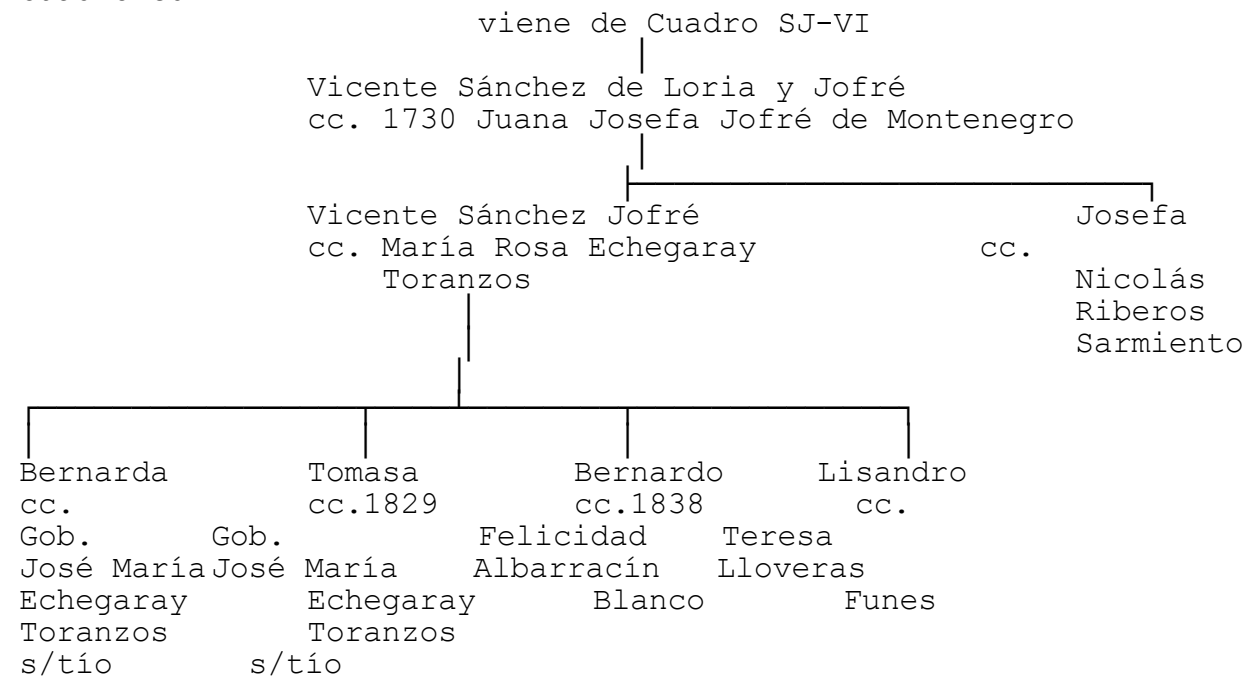 viene de Cuadro SJ-VI
Vicente Sánchez de Loria y Jofré
cc. 1730 Juana Josefa Jofré de Montenegro
Vicente Sánchez Jofré Josefa
cc. María Rosa Echegaray cc.
Toranzos Nicolás
Riberos
Sarmiento
Bernarda Tomasa Bernardo Lisandro
cc. cc.1829 cc.1838 cc.
Gob. Gob. Felicidad Teresa
José María José María Albarracín Lloveras
Echegaray Echegaray Blanco Funes
Toranzos Toranzos
s/tío s/tío